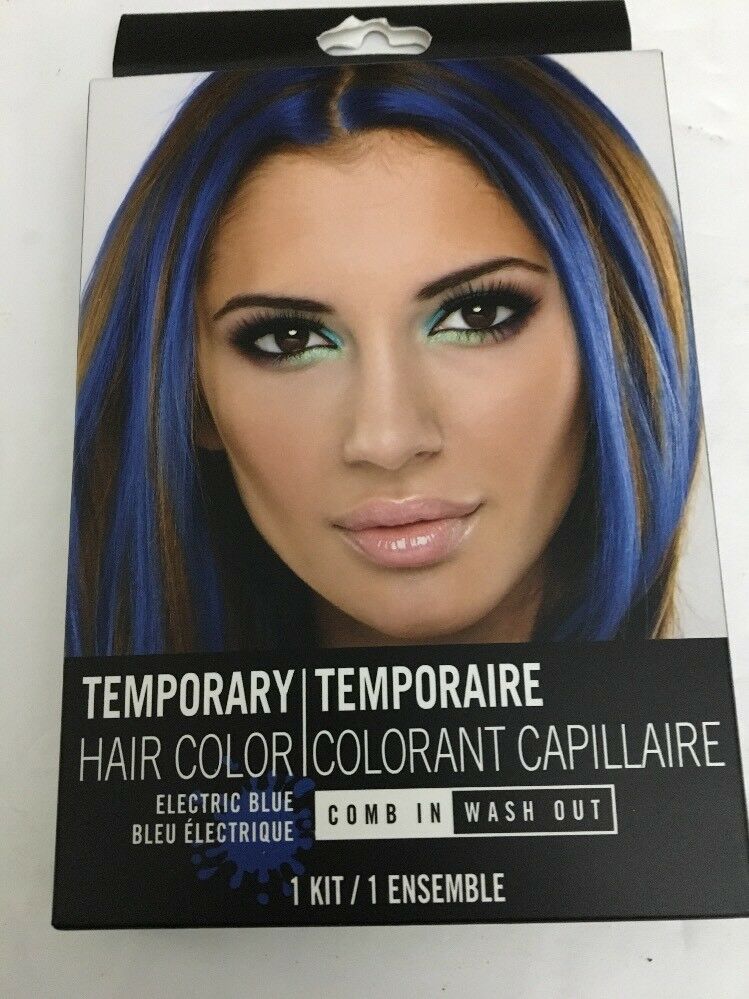 TEMPORARY | TEMPORAIRE
HAIR COLOR | COLORANT CAPILLAIRE
ELECTRIC BLUE
BLEU ÉLECTRIQUE
COMB IN WASH OUT
1 KIT / 1 ENSEMBLE